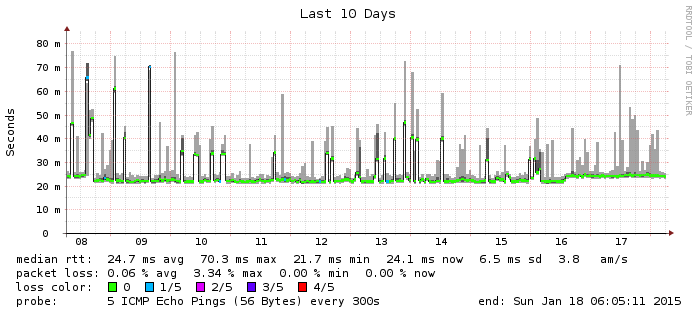 Last 10 Days
RRDTOOL / TOBI OETIKER
Seconds
80 m
70 m
60 m
50 m
40 m
30 m
20 m
10 m
0
08 09 10 11 12 13 14 15 16 17
median rtt: 24.7 ms avg 70.3 ms max 21.7 ms min 24.1 ms now 6.5 ms sd 3.8 am/s
packet loss: 0.06 % avg 3.34 % max 0.00 % min 0.00 % now
loss color: 0 1/5 2/5 3/5 4/5
probe: 5 ICMP Echo Pings (56 Bytes) every 300s end: Sun Jan 18 06:05:11 2015